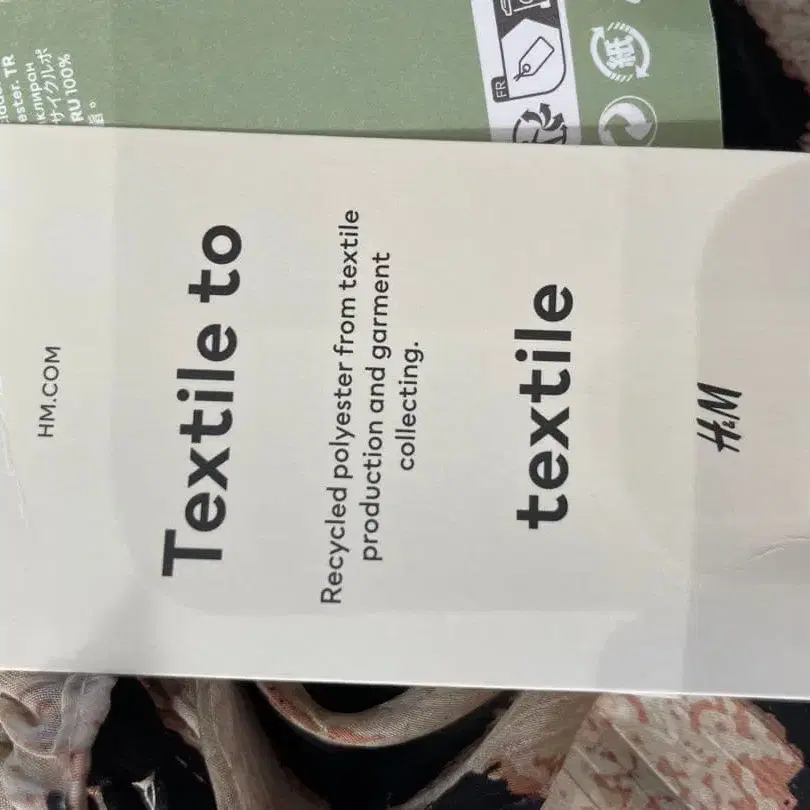 HM.COM
Textile to
Recycled polyester from textile
production and garment
collecting.
textile
H&M
ester. TR
サイクルポ
RU 100%
FR
紙